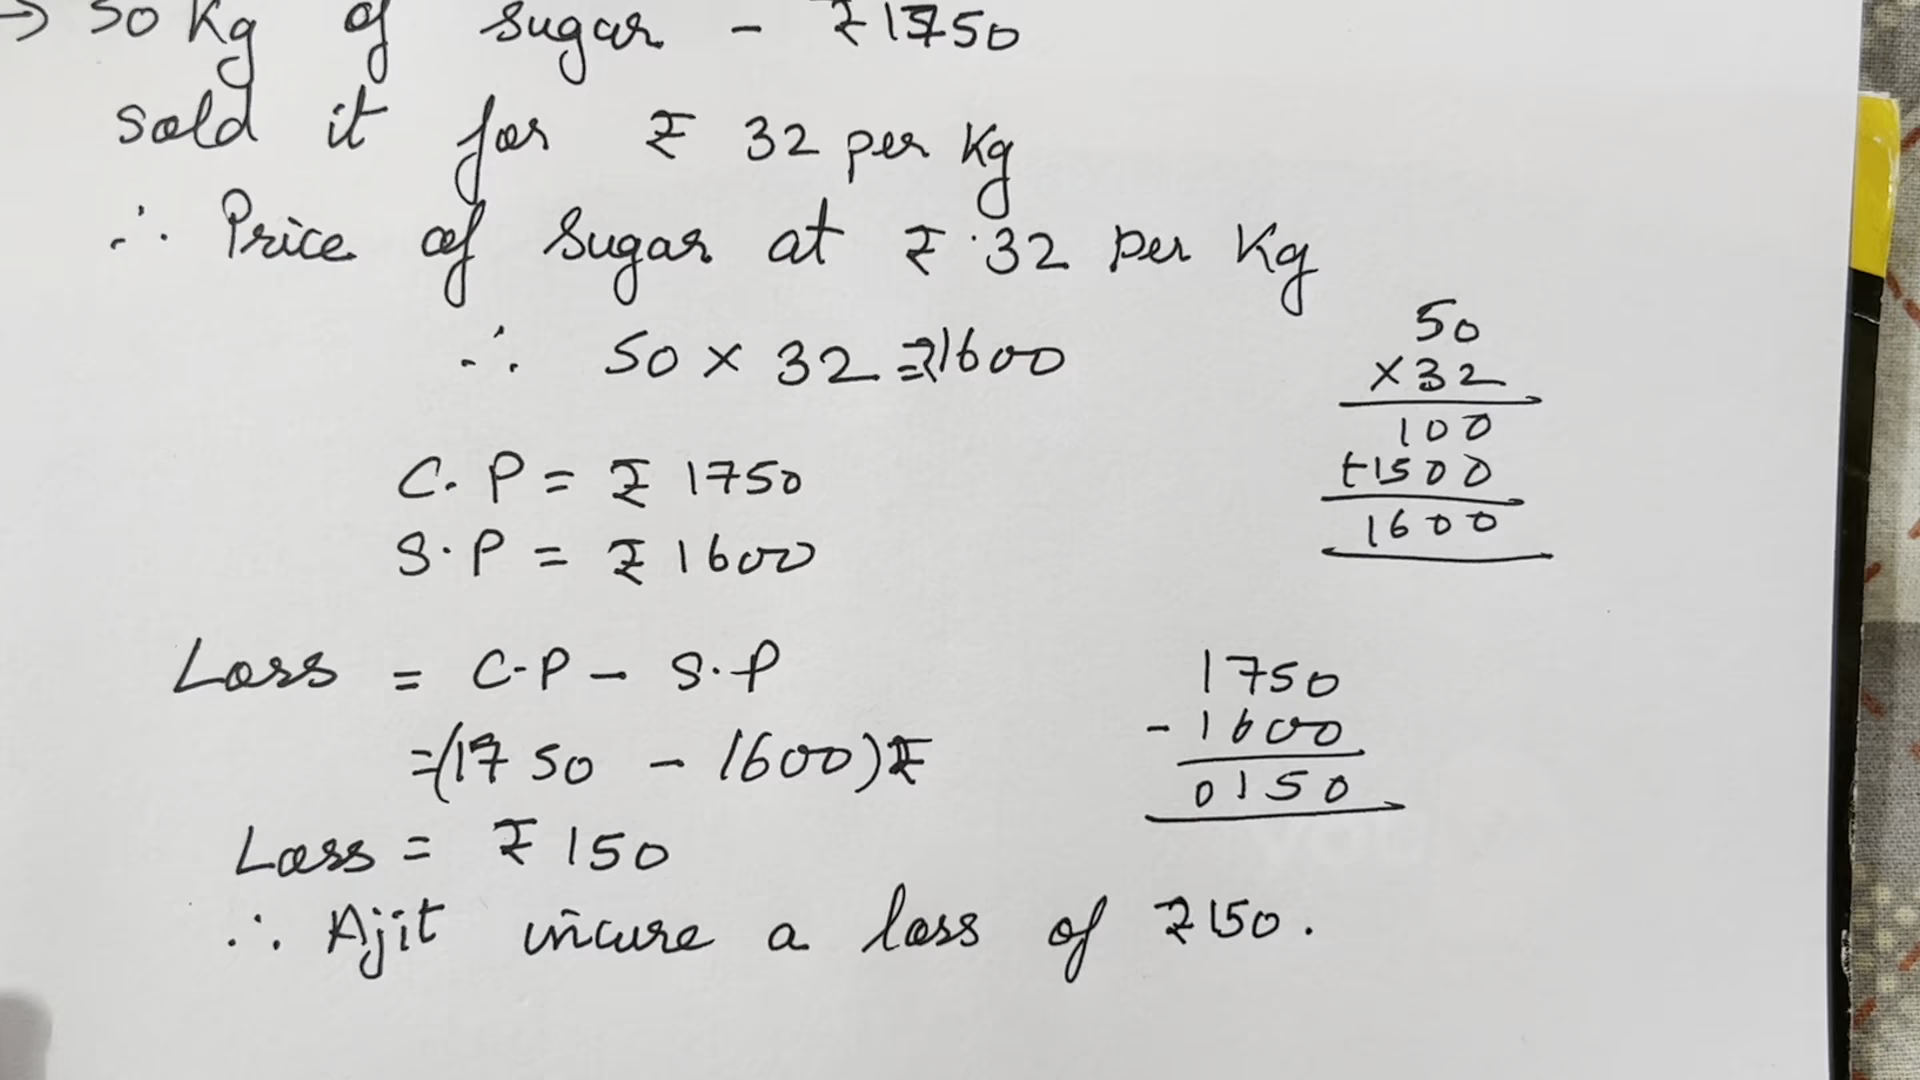 → 50 Kg of sugar - ₹1750
sold it for ₹ 32 per Kg
∴ Price of Sugar at ₹.32 per Kg
∴ 50 × 32 = ₹1600
50
×32
100
+1500
1600
C.P = ₹ 1750
S.P = ₹ 1600
Loss = C.P - S.P
=(1750 - 1600)₹
1750
-1600
0150
Loss = ₹ 150
∴ Ajit incure a loss of ₹150.